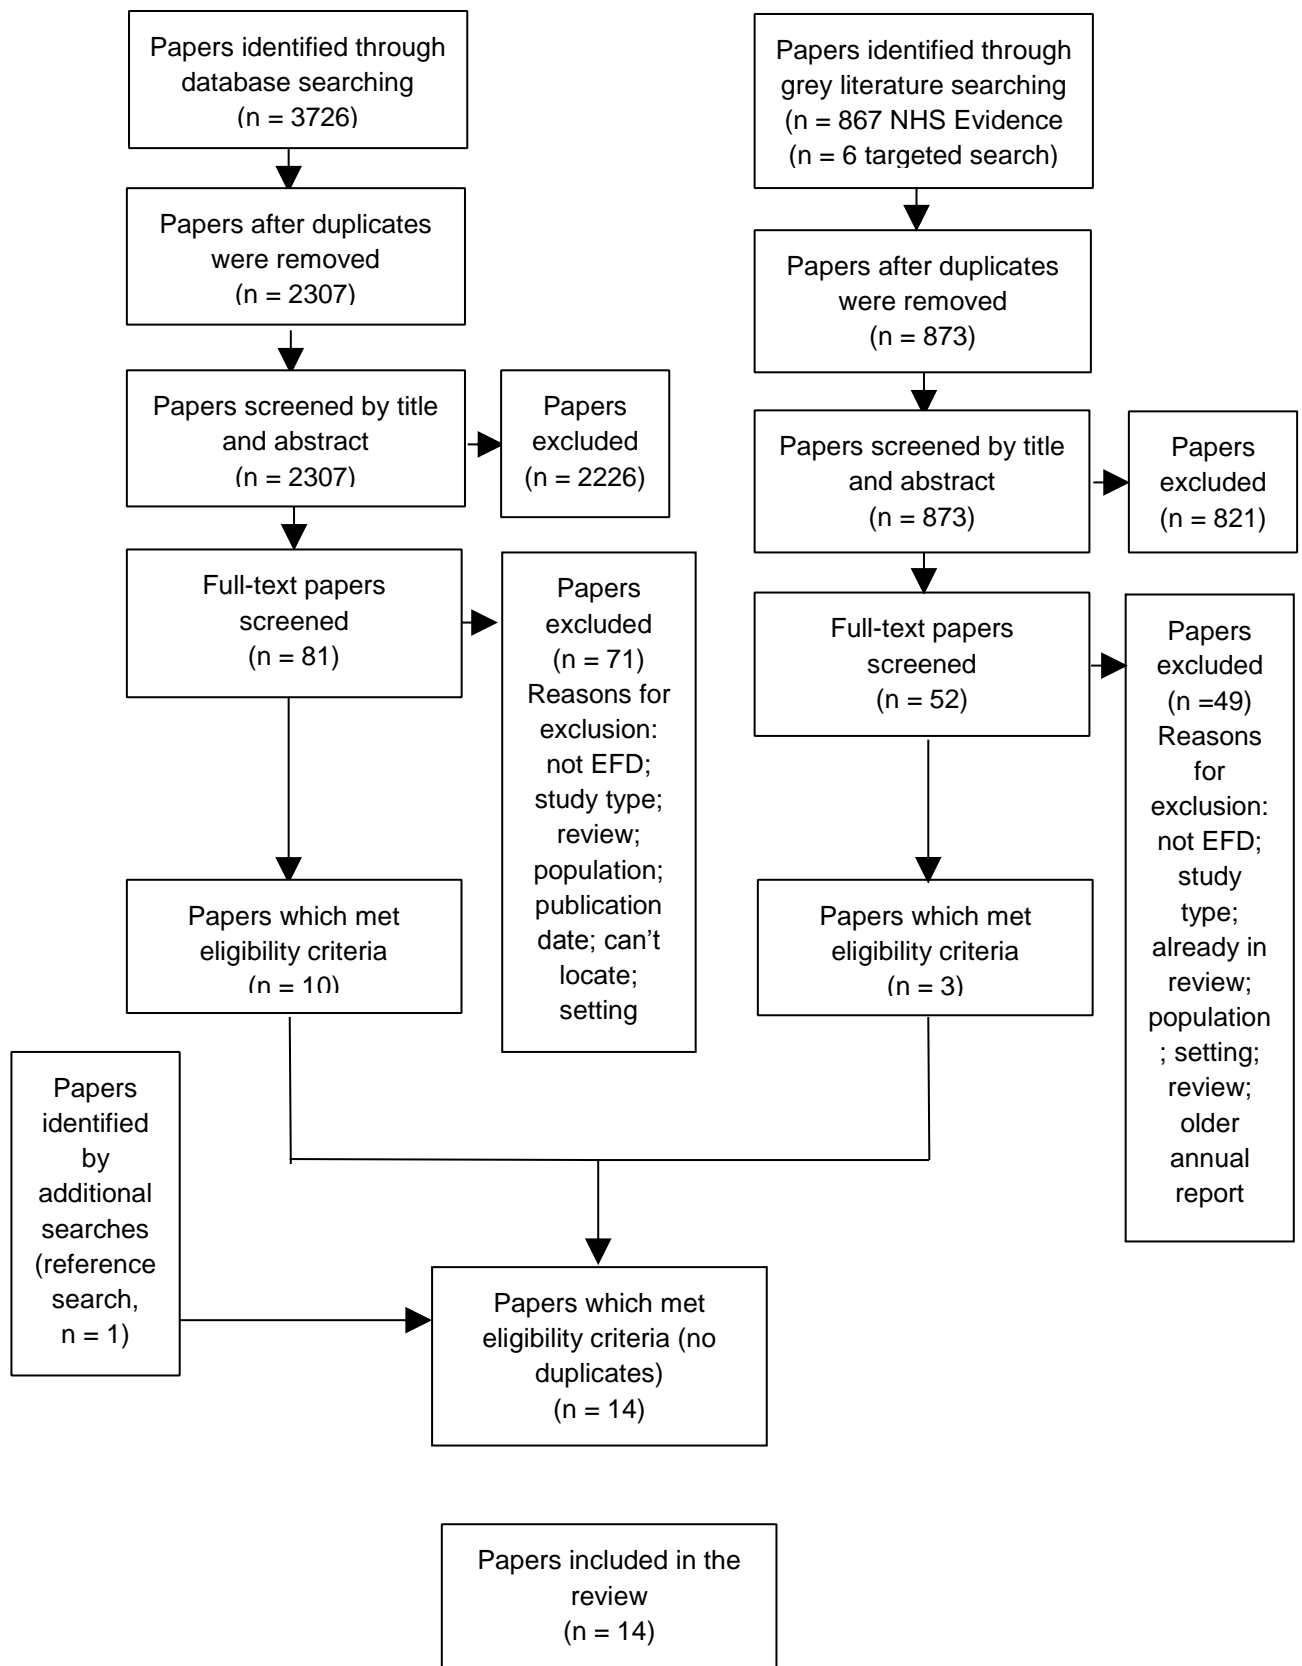 Papers identified through
database searching
(n = 3726)
Papers identified through
grey literature searching
(n = 867 NHS Evidence
(n = 6 targeted search)
Papers after duplicates
were removed
(n = 2307)
Papers after duplicates
were removed
(n = 873)
Papers screened by title
and abstract
(n = 2307)
Papers
excluded
(n = 2226)
Papers screened by title
and abstract
(n = 873)
Papers
excluded
(n = 821)
Full-text papers
screened
(n = 81)
Papers
excluded
(n = 71)
Reasons for
exclusion:
not EFD;
study type;
review;
population;
publication
date; can't
locate;
setting
Full-text papers
screened
(n = 52)
Papers
excluded
(n =49)
Reasons
for
exclusion:
not EFD;
study
type;
already in
review;
population
; setting;
review;
older
annual
report
Papers which met
eligibility criteria
(n = 10)
Papers which met
eligibility criteria
(n = 3)
Papers
identified
by
additional
searches
(reference
search,
n = 1)
Papers which met
eligibility criteria (no
duplicates)
(n = 14)
Papers included in the
review
(n = 14)